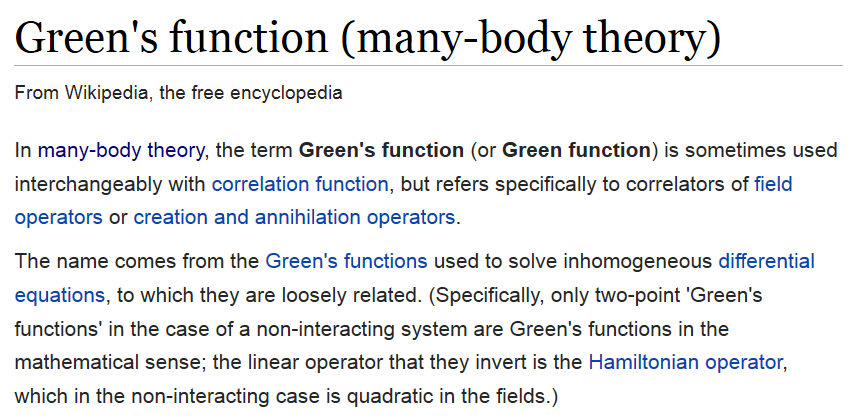 Green's function (many-body theory)
From Wikipedia, the free encyclopedia
In many-body theory, the term Green's function (or Green function) is sometimes used
interchangeably with correlation function, but refers specifically to correlators of field
operators or creation and annihilation operators.
The name comes from the Green's functions used to solve inhomogeneous differential
equations, to which they are loosely related. (Specifically, only two-point 'Green's
functions' in the case of a non-interacting system are Green's functions in the
mathematical sense; the linear operator that they invert is the Hamiltonian operator,
which in the non-interacting case is quadratic in the fields.)